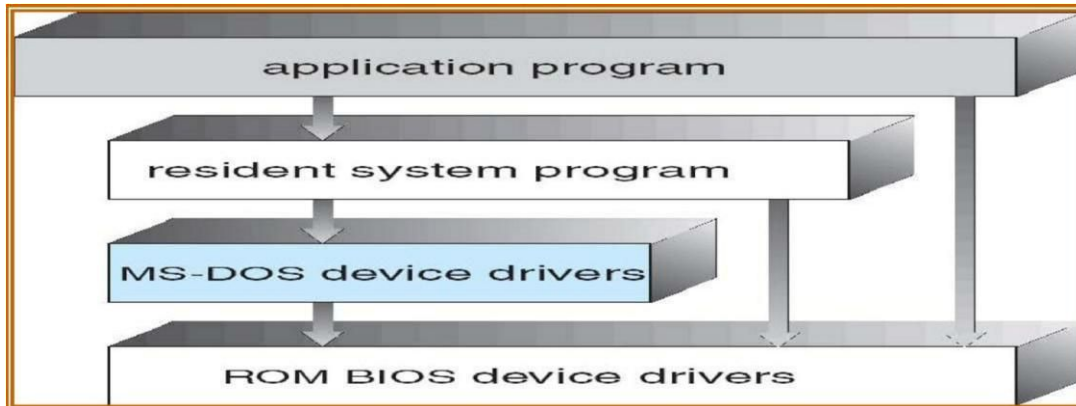 application program
resident system program
MS-DOS device drivers
ROM BIOS device drivers